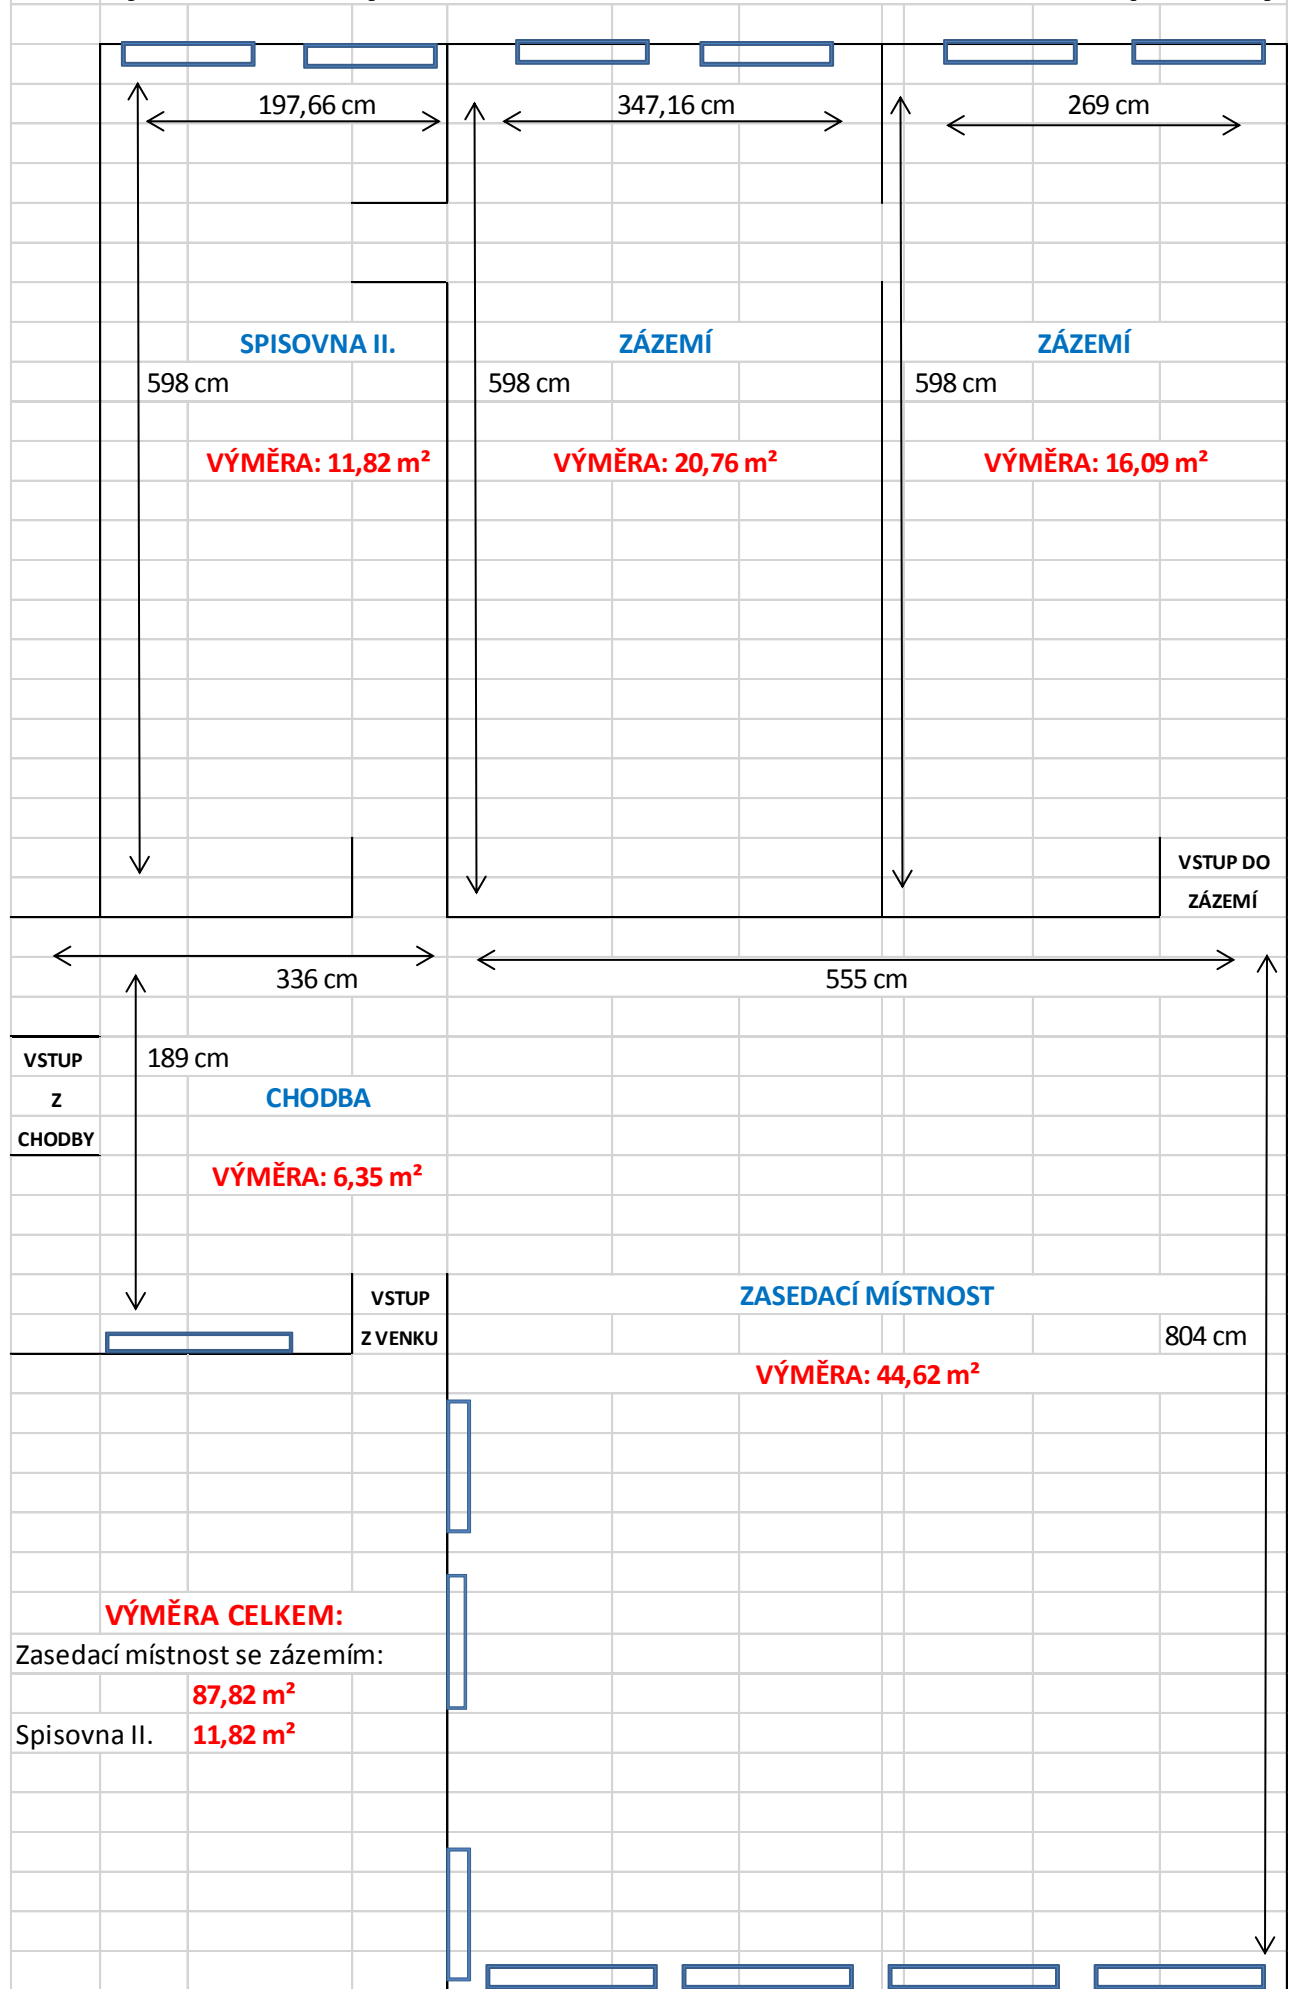 197,66 cm 347,16 cm 269 cm
SPISOVNA II. ZÁZEMÍ ZÁZEMÍ
598 cm 598 cm 598 cm
VÝMĚRA: 11,82 m² VÝMĚRA: 20,76 m² VÝMĚRA: 16,09 m²
VSTUP DO
ZÁZEMÍ
336 cm 555 cm
VSTUP 189 cm
Z CHODBA
CHODBY
VÝMĚRA: 6,35 m²
VSTUP ZASEDACÍ MÍSTNOST
Z VENKU 804 cm
VÝMĚRA: 44,62 m²
VÝMĚRA CELKEM:
Zasedací místnost se zázemím:
87,82 m²
Spisovna II. 11,82 m²